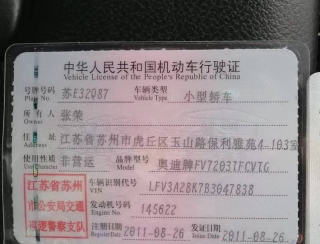 中华人民共和国机动车行驶证
Vehicle License of the People's Republic of China
号牌号码 苏E32Q87 车辆类型 小型轿车
Plate No. Vehicle Type
所有人 张荣
Owner
住址 江苏省苏州市虎丘区玉山路保利雅苑4-103室
使用性质 非营运 品牌型号 奥迪牌FV7203TFCVTG
江苏省苏州 车辆识别代号 LFV3A28K7B3047838
VIN
市公安局交通 发动机号码 145622
Engine No.
巡逻警察支队 注册日期 2011-08-26 发证日期 2011-08-26
Register Date Issue Date